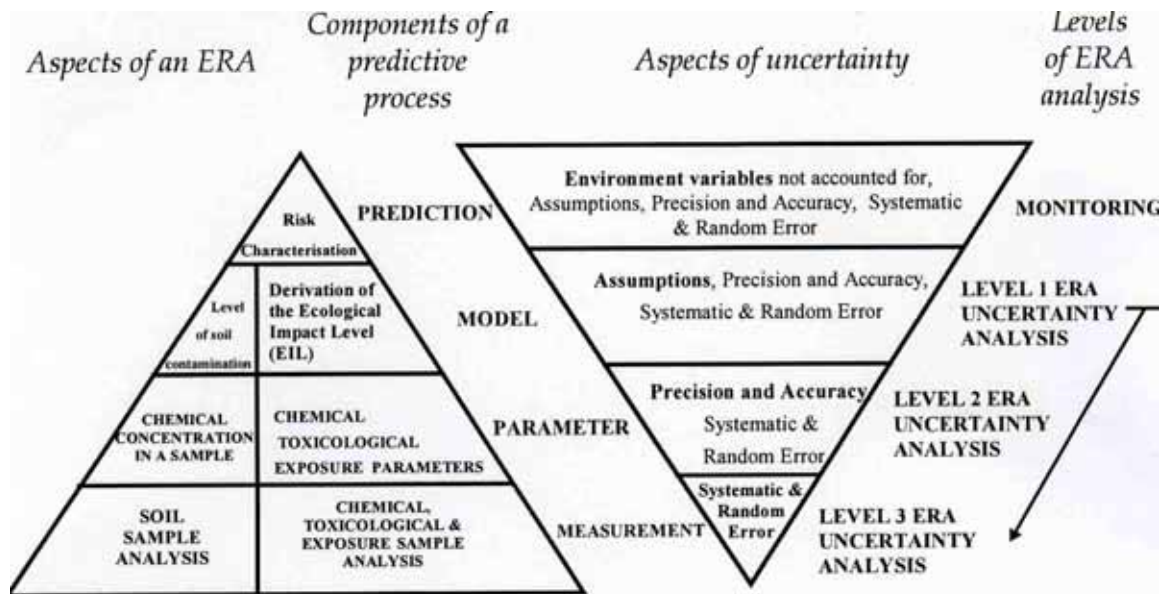 Aspects of an ERA
Components of a
predictive
process
Aspects of uncertainty
Levels
of ERA
analysis
Risk
Characterisation
PREDICTION
Environment variables not accounted for,
Assumptions, Precision and Accuracy, Systematic
& Random Error
MONITORING
Level
of soil
contamination
Derivation of
the Ecological
Impact Level
(EIL)
MODEL
Assumptions, Precision and Accuracy,
Systematic & Random Error
LEVEL 1 ERA
UNCERTAINTY
ANALYSIS
CHEMICAL
CONCENTRATION
IN A SAMPLE
CHEMICAL
TOXICOLOGICAL
EXPOSURE PARAMETERS
PARAMETER
Precision and Accuracy
Systematic &
Random Error
LEVEL 2 ERA
UNCERTAINTY
ANALYSIS
SOIL
SAMPLE
ANALYSIS
CHEMICAL,
TOXICOLOGICAL &
EXPOSURE SAMPLE
ANALYSIS
MEASUREMENT
Systematic &
Random
Error
LEVEL 3 ERA
UNCERTAINTY
ANALYSIS